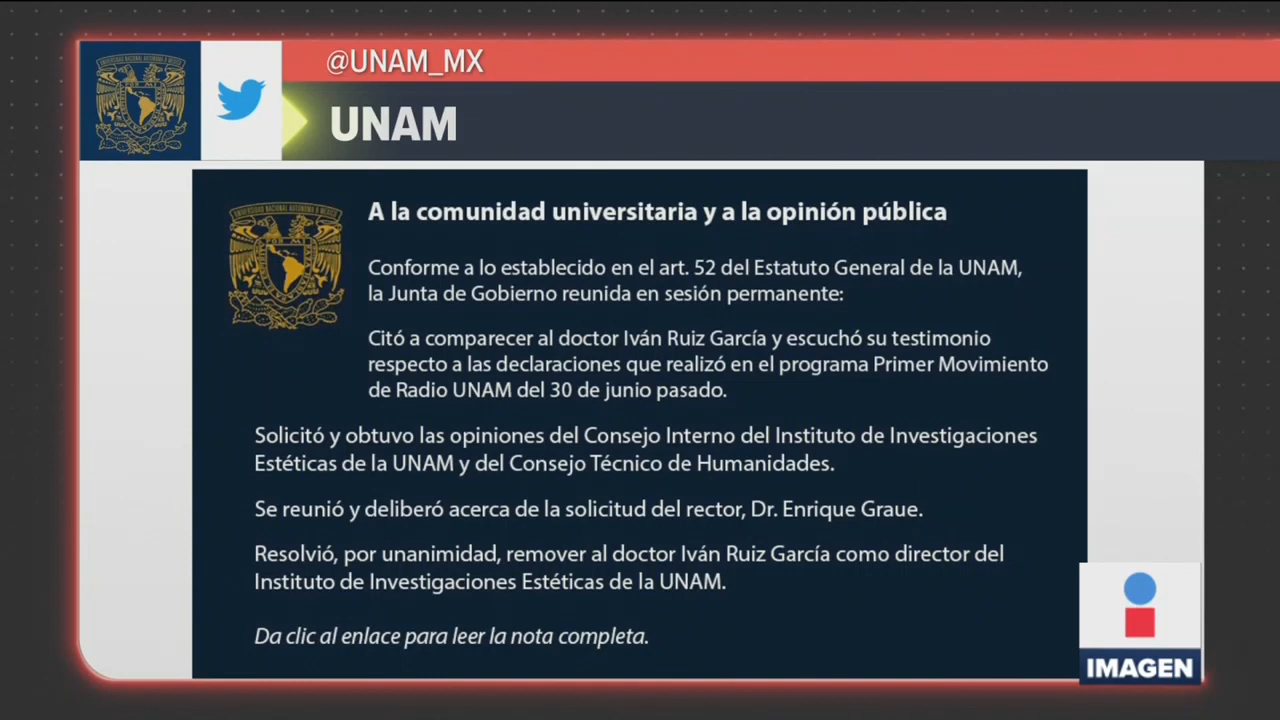 @UNAM_MX
UNAM
A la comunidad universitaria y a la opinión pública
Conforme a lo establecido en el art. 52 del Estatuto General de la UNAM,
la Junta de Gobierno reunida en sesión permanente:
Citó a comparecer al doctor Iván Ruiz García y escuchó su testimonio
respecto a las declaraciones que realizó en el programa Primer Movimiento
de Radio UNAM del 30 de junio pasado.
Solicitó y obtuvo las opiniones del Consejo Interno del Instituto de Investigaciones
Estéticas de la UNAM y del Consejo Técnico de Humanidades.
Se reunió y deliberó acerca de la solicitud del rector, Dr. Enrique Graue.
Resolvió, por unanimidad, remover al doctor Iván Ruiz García como director del
Instituto de Investigaciones Estéticas de la UNAM.
Da clic al enlace para leer la nota completa.
IMAGEN